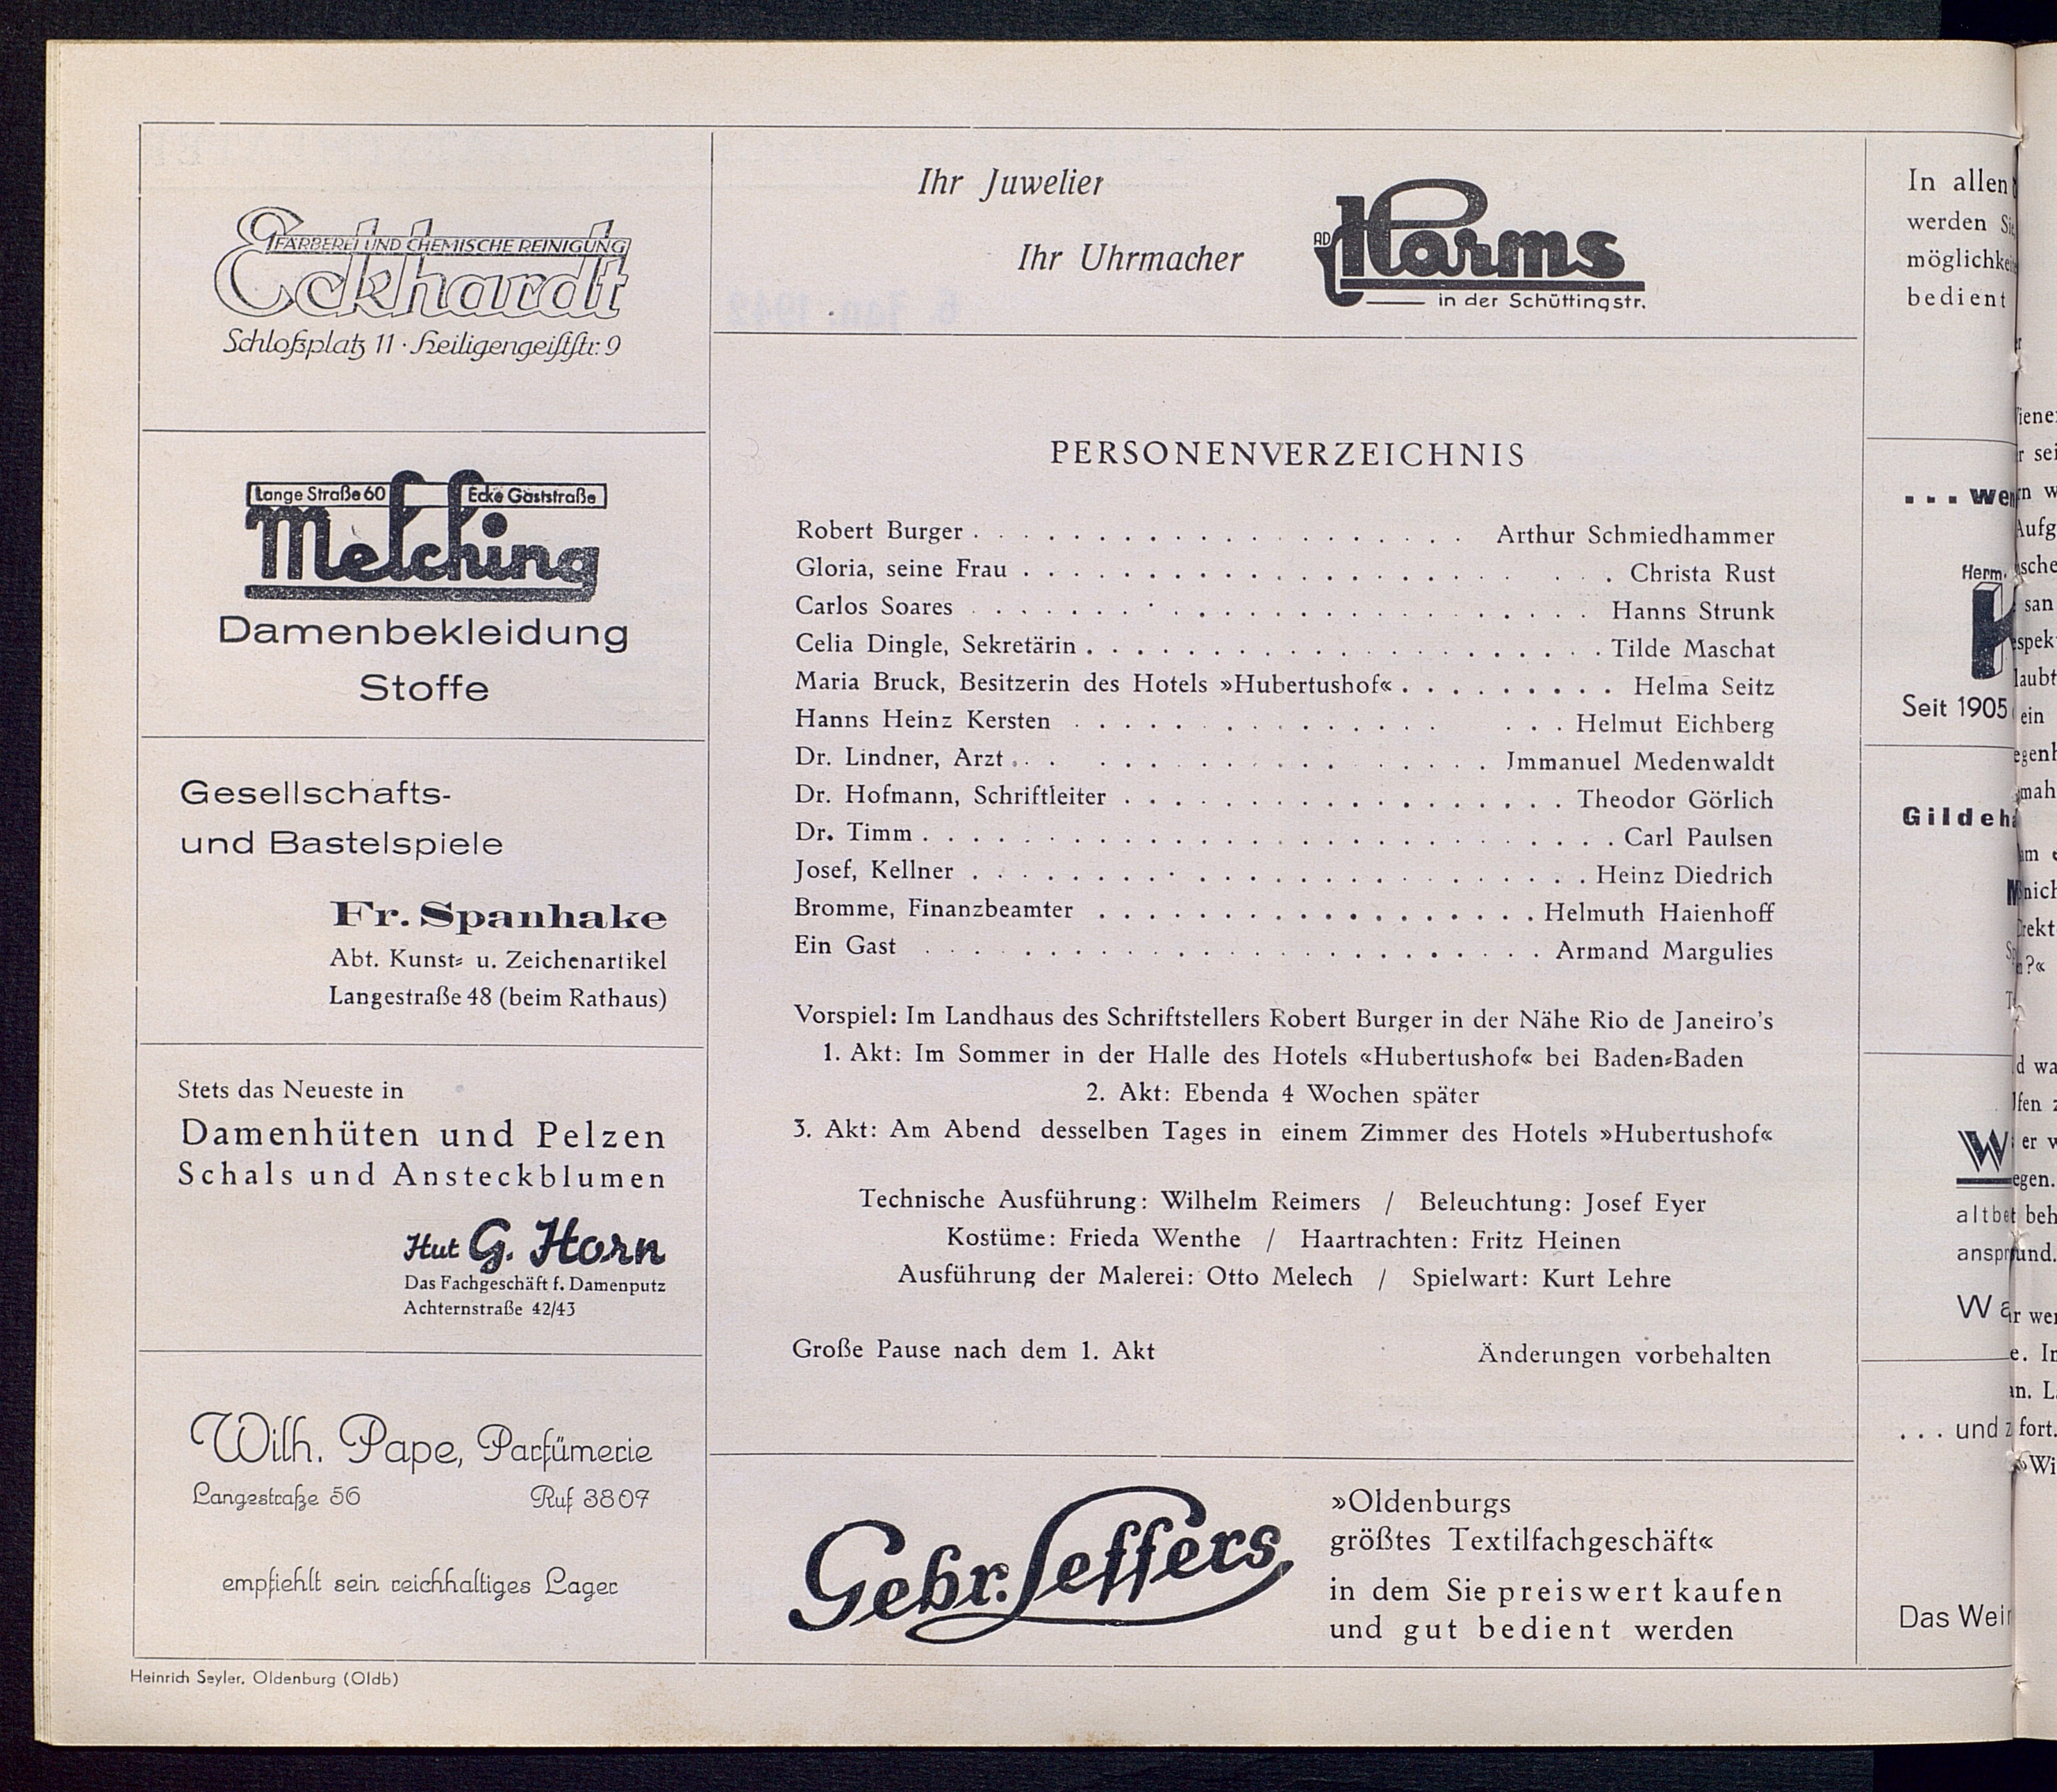 FÄRBEREI UND CHEMISCHE REINIGUNG
Eckhardt
Schloßplatz 11 · Heiligengeiststr. 9
Lange Straße 60 Ecke Gaststraße
Melching
Damenbekleidung
Stoffe
Gesellschafts-
und Bastelspiele
Fr. Spanhake
Abt. Kunst- u. Zeichenartikel
Langestraße 48 (beim Rathaus)
Stets das Neueste in
Damenhüten und Pelzen
Schals und Ansteckblumen
Hut G. Horn
Das Fachgeschäft f. Damenputz
Achternstraße 42/43
Wilh. Pape, Parfümerie
Langestraße 56 Ruf 3807
empfiehlt sein reichhaltiges Lager
Heinrich Seyler, Oldenburg (Oldb)
Ihr Juwelier
Ihr Uhrmacher
AD Harms
in der Schüttingstr.
PERSONENVERZEICHNIS
Robert Burger . . . . . . . . . . . . . . . . . . . . Arthur Schmiedhammer
Gloria, seine Frau . . . . . . . . . . . . . . . . . . . . Christa Rust
Carlos Soares . . . . . . . . . . . . . . . . . . . . Hanns Strunk
Celia Dingle, Sekretärin . . . . . . . . . . . . . . . . . . . . Tilde Maschat
Maria Bruck, Besitzerin des Hotels »Hubertushof« . . . . . . . . . Helma Seitz
Hanns Heinz Kersten . . . . . . . . . . . . . . . . . Helmut Eichberg
Dr. Lindner, Arzt . . . . . . . . . . . . . . . . . . Immanuel Medenwaldt
Dr. Hofmann, Schriftleiter . . . . . . . . . . . . . . . . . . Theodor Görlich
Dr. Timm . . . . . . . . . . . . . . . . . . . . . . . . Carl Paulsen
Josef, Kellner . . . . . . . . . . . . . . . . . . . . . . Heinz Diedrich
Bromme, Finanzbeamter . . . . . . . . . . . . . . . . . . Helmuth Haienhoff
Ein Gast . . . . . . . . . . . . . . . . . . . . . . . Armand Margulies
Vorspiel: Im Landhaus des Schriftstellers Robert Burger in der Nähe Rio de Janeiro's
1. Akt: Im Sommer in der Halle des Hotels «Hubertushof« bei Baden-Baden
2. Akt: Ebenda 4 Wochen später
3. Akt: Am Abend desselben Tages in einem Zimmer des Hotels »Hubertushof«
Technische Ausführung: Wilhelm Reimers / Beleuchtung: Josef Eyer
Kostüme: Frieda Wenthe / Haartrachten: Fritz Heinen
Ausführung der Malerei: Otto Melech / Spielwart: Kurt Lehre
Große Pause nach dem 1. Akt Änderungen vorbehalten
Gebr. Leffers
»Oldenburgs
größtes Textilfachgeschäft«
in dem Sie preiswert kaufen
und gut bedient werden
In allen
werden
bedient
. . .
Herm.
Seit 1905
. . . und
Das